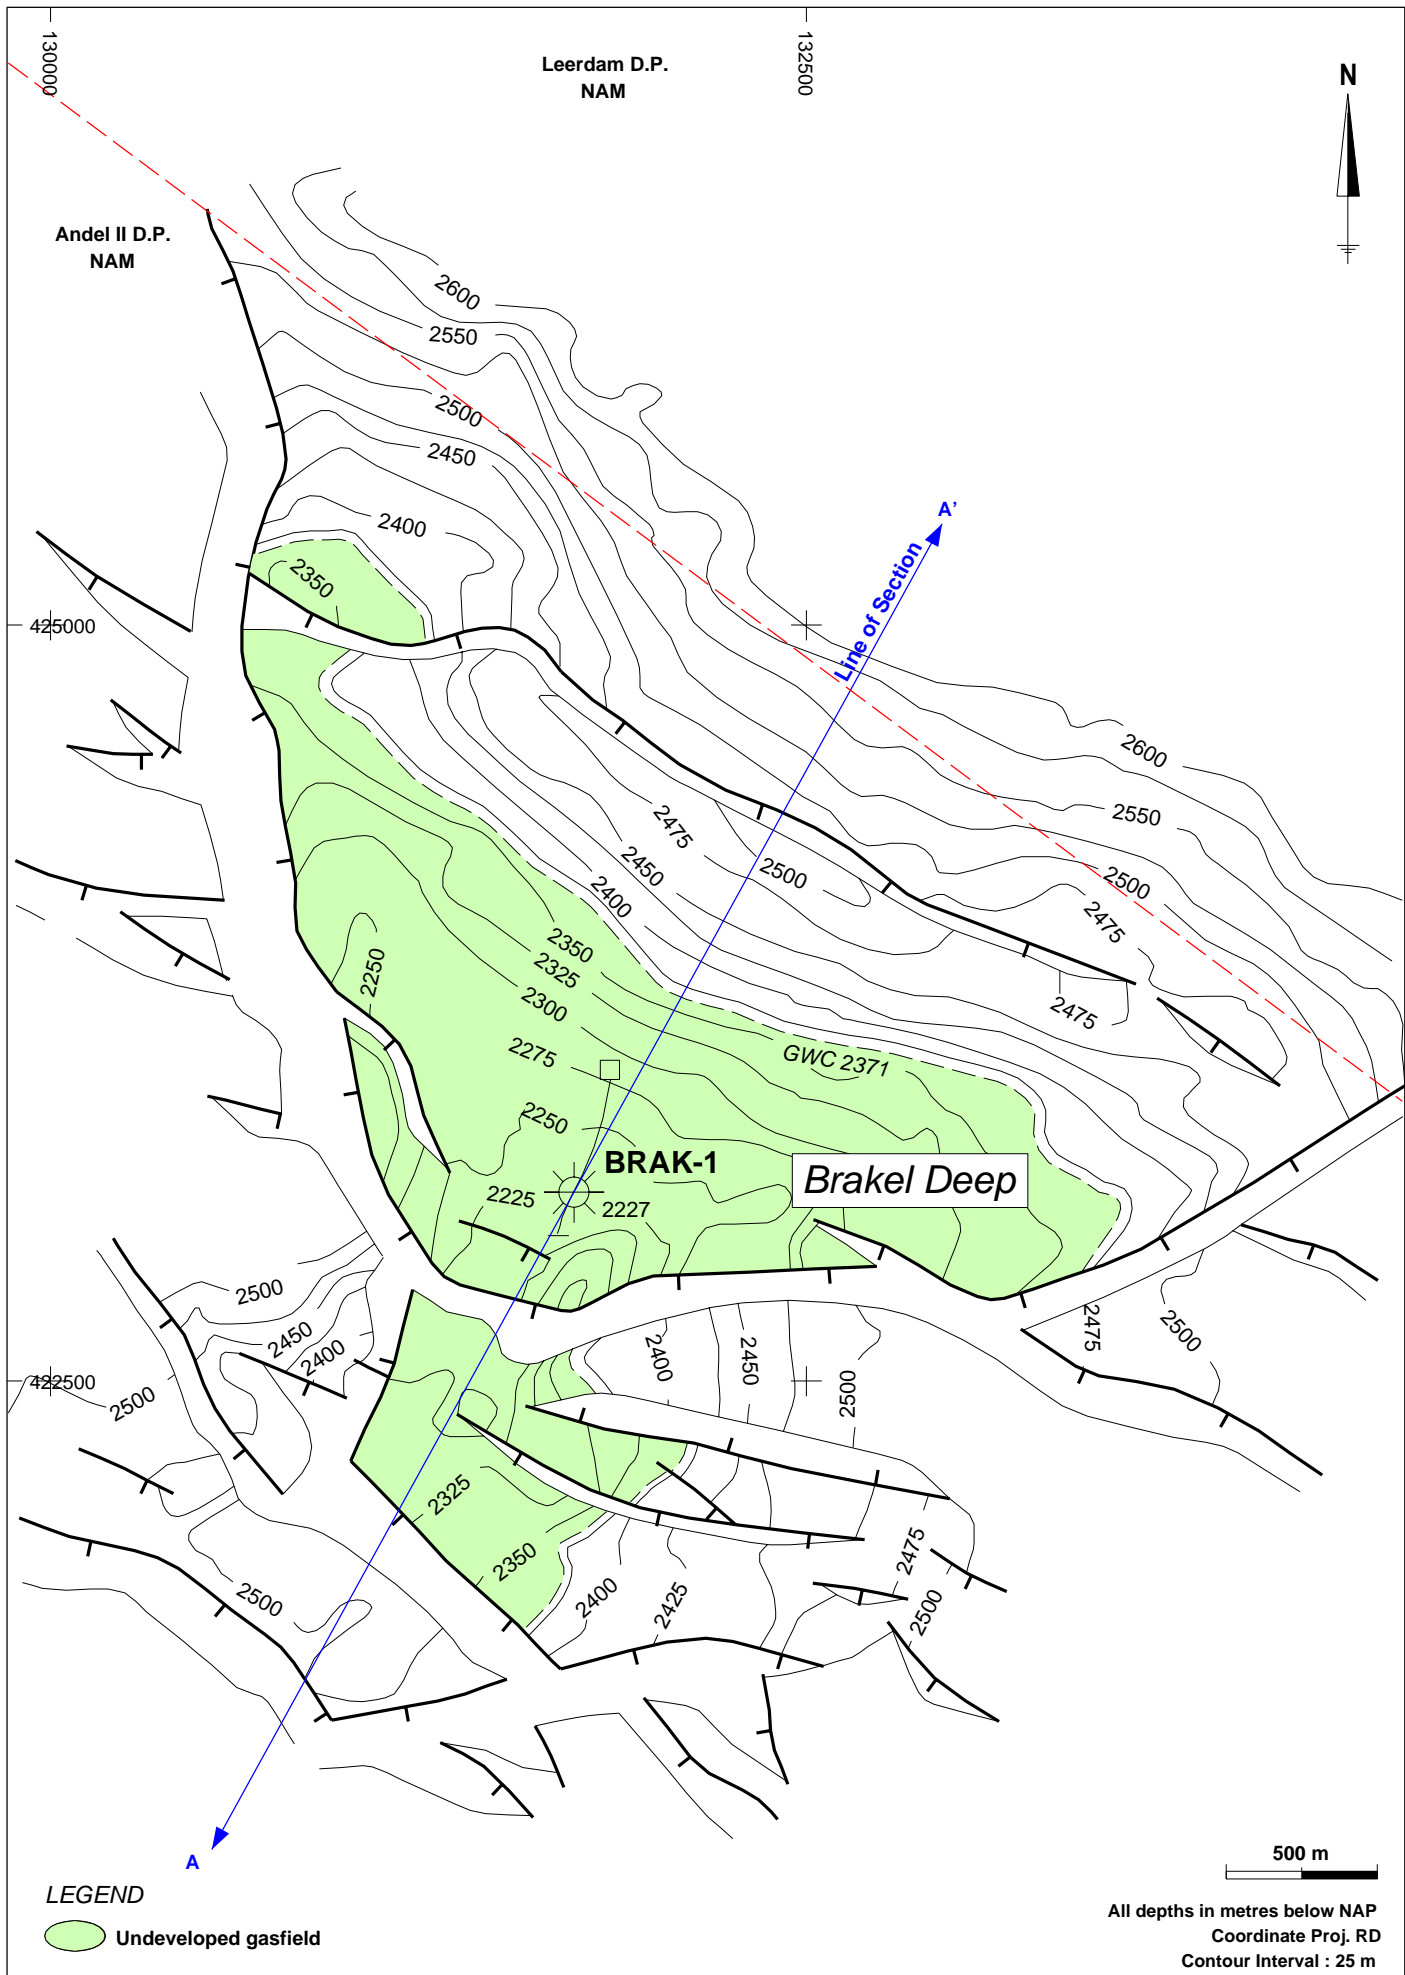 130000
132500
Leerdam D.P.
NAM
N
Andel II D.P.
NAM
2600
2550
2500
2450
2400
2350
A’
Line of Section
425000
2600
2550
2500
2475
2475
2500
2450
2400
2475
2350
2325
2300
2275
2250
2250
GWC 2371
BRAK-1
Brakel Deep
2225
2227
2500
2450
2400
2500
422500
2400
2450
2500
2475
2500
2325
2350
2400
2425
2475
2500
2500
A
500 m
LEGEND
Undeveloped gasfield
All depths in metres below NAP
Coordinate Proj. RD
Contour Interval : 25 m